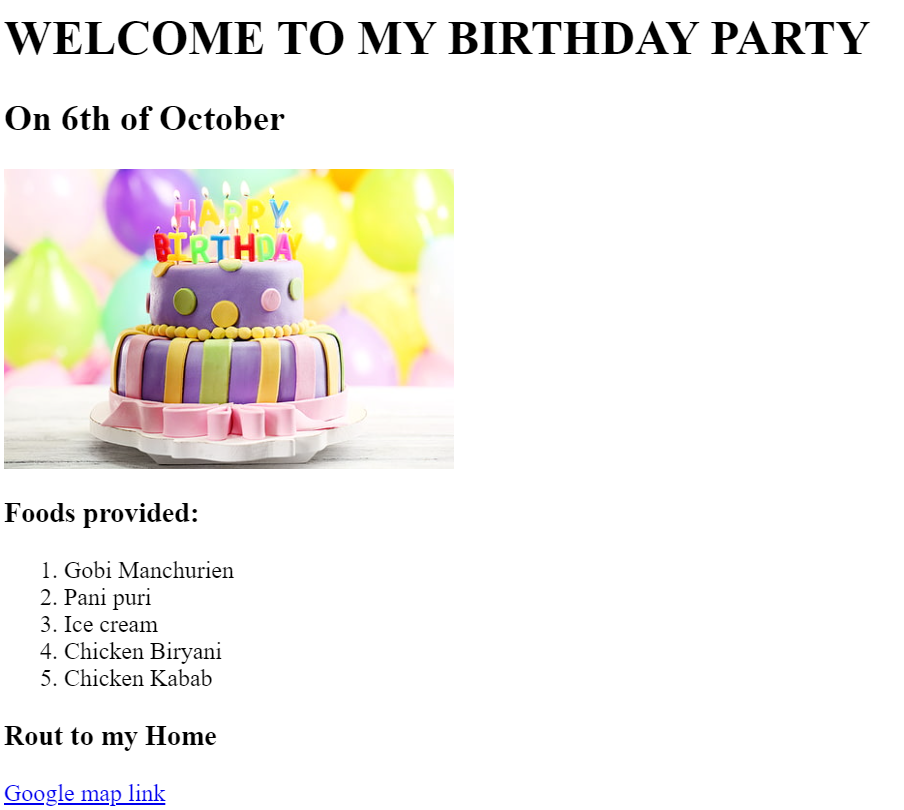 WELCOME TO MY BIRTHDAY PARTY
On 6th of October
HAPPY
BIRTHDAY
Foods provided:
1. Gobi Manchurien
2. Pani puri
3. Ice cream
4. Chicken Biryani
5. Chicken Kabab
Rout to my Home
Google map link